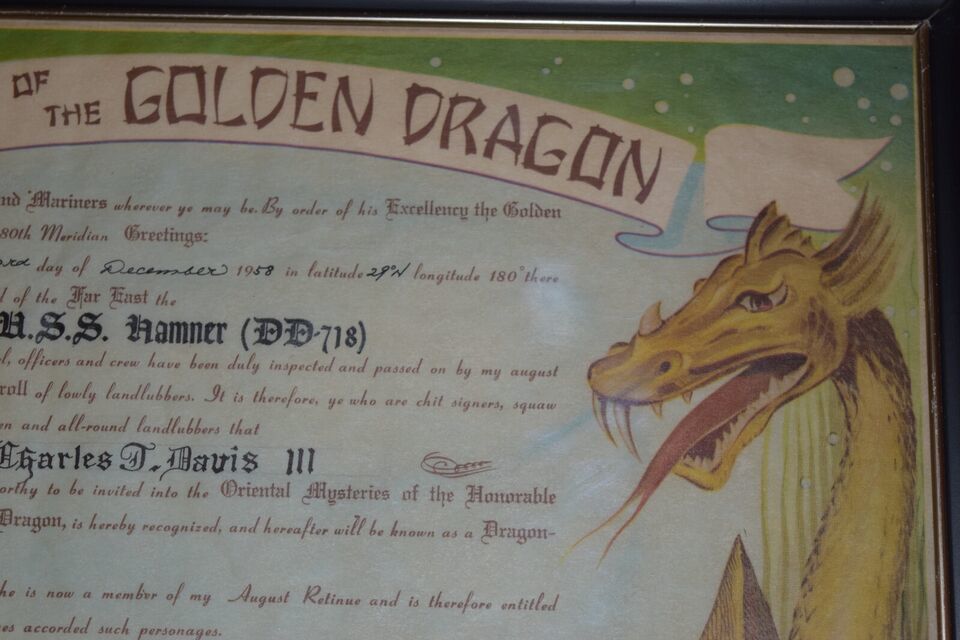 OF THE GOLDEN DRAGON
nd Mariners wherever ye may be. By order of his Excellency the Golden
80th Meridian Greetings:
rd day of December 1958 in latitude 29°N longitude 180° there
l of the Far East the
U.S.S. Hamner (DD-718)
l, officers and crew have been duly inspected and passed on by my august
roll of lowly landlubbers. It is therefore, ye who are chit signers, squaw
en and all-round landlubbers that
Charles T. Davis III
orthy to be invited into the Oriental Mysteries of the Honorable
Dragon, is hereby recognized, and hereafter will be known as a Dragon-
he is now a member of my August Retinue and is therefore entitled
es accorded such personages.